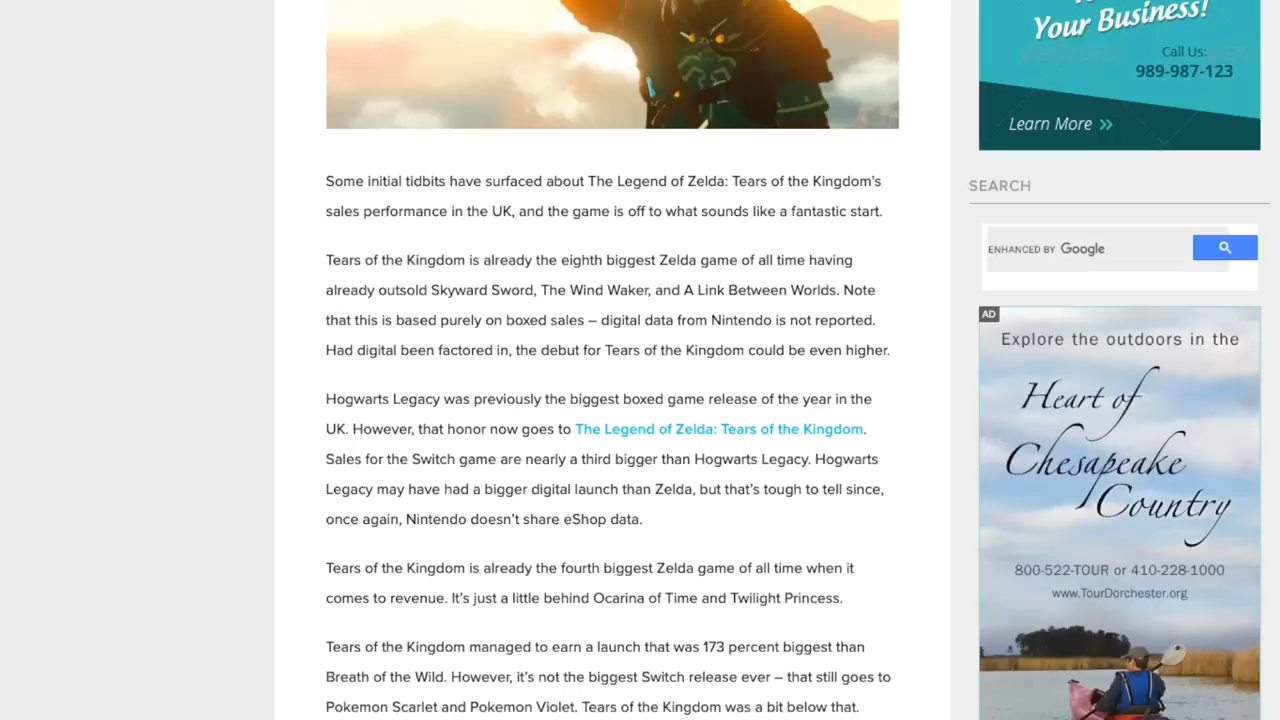 Your Business!
Call Us:
989-987-123
Learn More »
Some initial tidbits have surfaced about The Legend of Zelda: Tears of the Kingdom’s
sales performance in the UK, and the game is off to what sounds like a fantastic start.
Tears of the Kingdom is already the eighth biggest Zelda game of all time having
already outsold Skyward Sword, The Wind Waker, and A Link Between Worlds. Note
that this is based purely on boxed sales – digital data from Nintendo is not reported.
Had digital been factored in, the debut for Tears of the Kingdom could be even higher.
Hogwarts Legacy was previously the biggest boxed game release of the year in the
UK. However, that honor now goes to The Legend of Zelda: Tears of the Kingdom.
Sales for the Switch game are nearly a third bigger than Hogwarts Legacy. Hogwarts
Legacy may have had a bigger digital launch than Zelda, but that’s tough to tell since,
once again, Nintendo doesn’t share eShop data.
Tears of the Kingdom is already the fourth biggest Zelda game of all time when it
comes to revenue. It’s just a little behind Ocarina of Time and Twilight Princess.
Tears of the Kingdom managed to earn a launch that was 173 percent biggest than
Breath of the Wild. However, it’s not the biggest Switch release ever – that still goes to
Pokemon Scarlet and Pokemon Violet. Tears of the Kingdom was a bit below that.
SEARCH
ENHANCED BY Google
AD
Explore the outdoors in the
Heart of
Chesapeake
Country
800-522-TOUR or 410-228-1000
www.TourDorchester.org